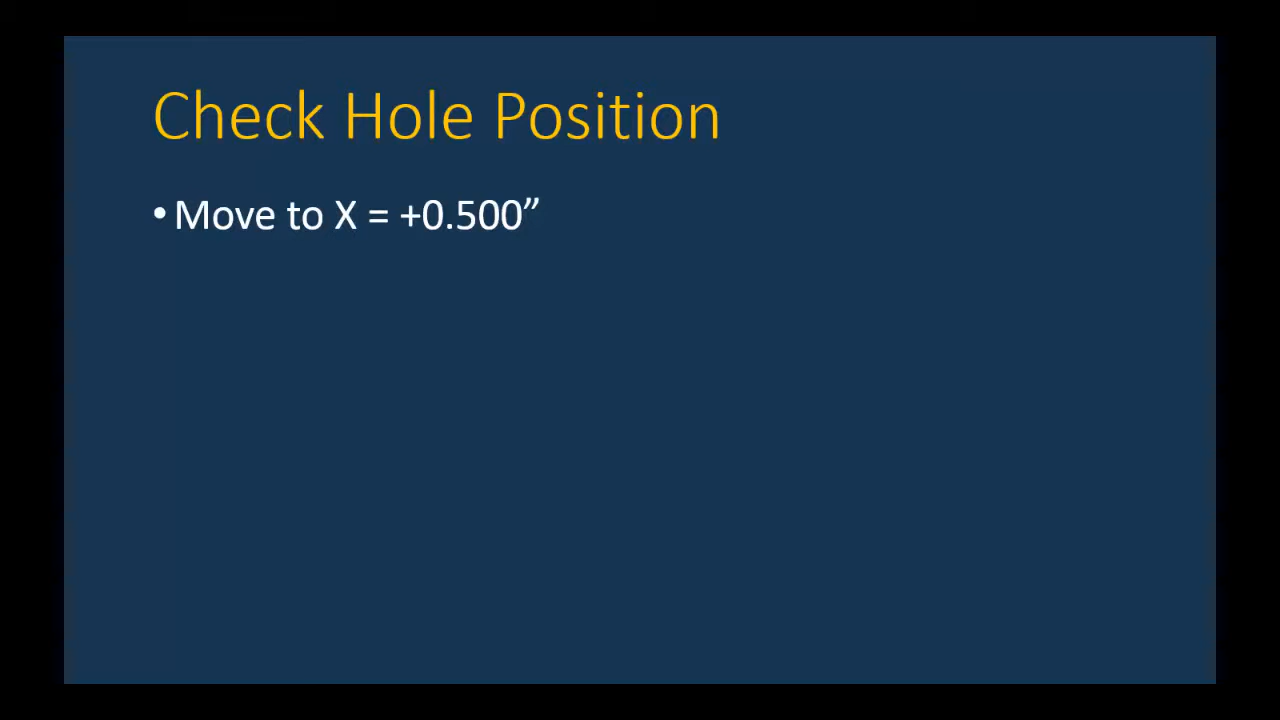 Check Hole Position
• Move to X = +0.500”